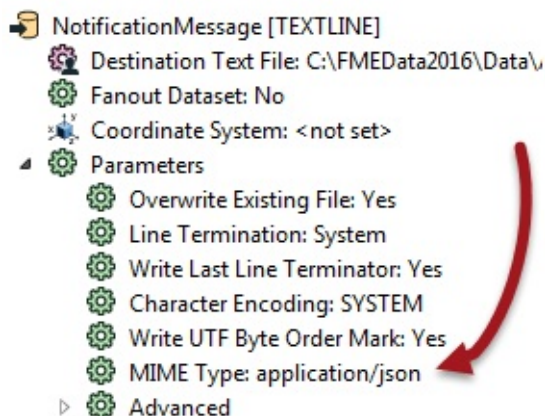 NotificationMessage [TEXTLINE]
Destination Text File: C:\FMEData2016\Data\
Fanout Dataset: No
Coordinate System: <not set>
Parameters
Overwrite Existing File: Yes
Line Termination: System
Write Last Line Terminator: Yes
Character Encoding: SYSTEM
Write UTF Byte Order Mark: Yes
MIME Type: application/json
Advanced